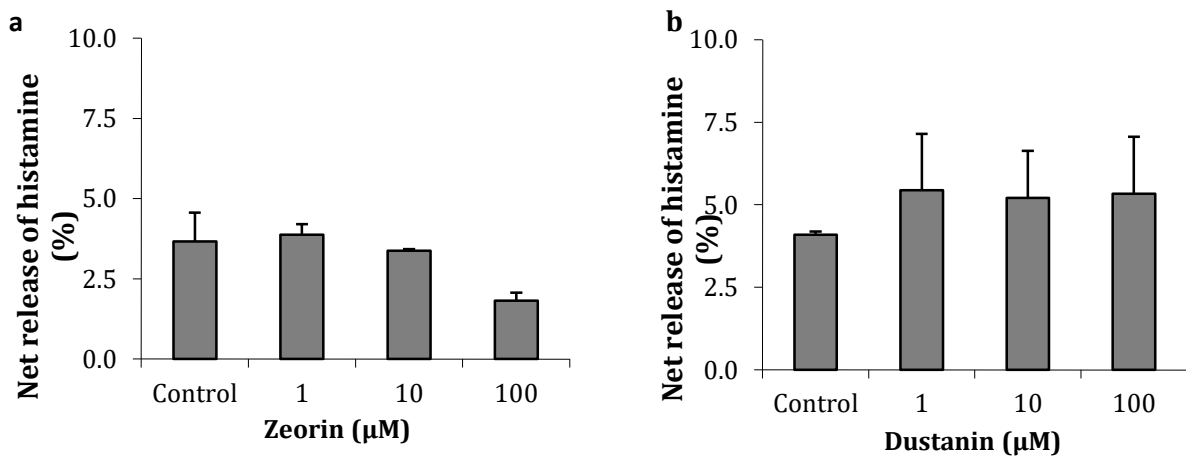 a
Net release of histamine
(%)
10.0
7.5
5.0
2.5
0.0
Control 1 10 100
Zeorin (µM)
b
Net release of histamine
(%)
10.0
7.5
5.0
2.5
0.0
Control 1 10 100
Dustanin (µM)